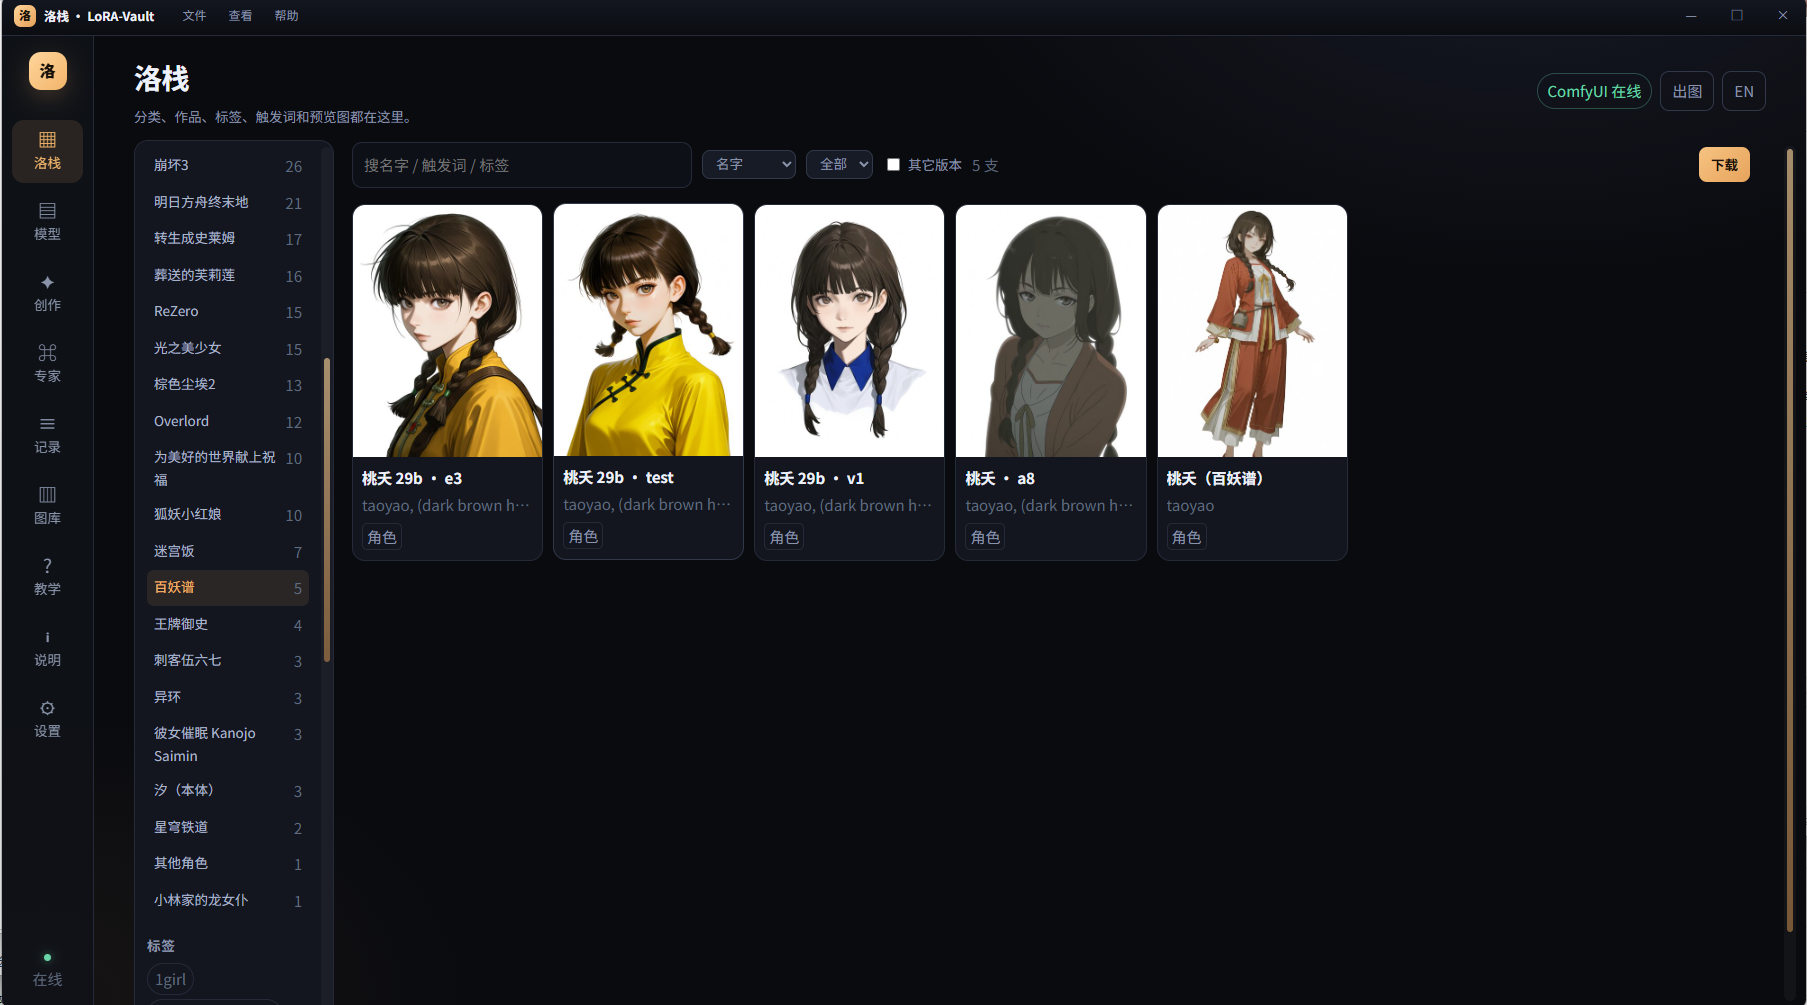 洛 洛栈 • LoRA-Vault 文件 查看 帮助
洛
洛栈
模型
创作
专家
记录
图库
教学
说明
设置
在线
洛栈
分类、作品、标签、触发词和预览图都在这里。
ComfyUI 在线 出图 EN
崩坏3 26
明日方舟终末地 21
转生成史莱姆 17
葬送的芙莉莲 16
ReZero 15
光之美少女 15
棕色尘埃2 13
Overlord 12
为美好的世界献上祝 10
福
狐妖小红娘 10
迷宫饭 7
百妖谱 5
王牌御史 4
刺客伍六七 3
异环 3
彼女催眠 Kanojo 3
Saimin
汐（本体） 3
星穹铁道 2
其他角色 1
小林家的龙女仆 1
标签
1girl
搜名字 / 触发词 / 标签 名字 全部 其它版本 5 支 下载
桃夭 29b • e3
taoyao, (dark brown h…
角色
桃夭 29b • test
taoyao, (dark brown h…
角色
桃夭 29b • v1
taoyao, (dark brown h…
角色
桃夭 • a8
taoyao, (dark brown h…
角色
桃夭（百妖谱）
taoyao
角色